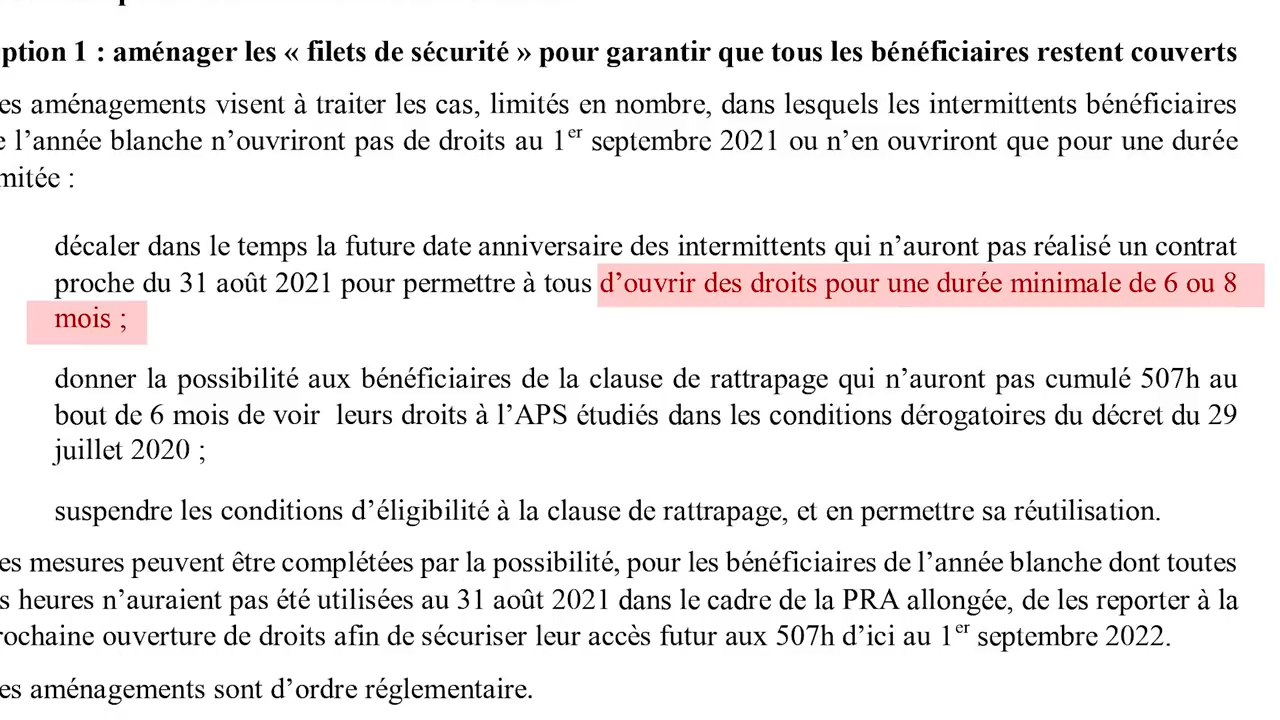 ption 1 : aménager les « filets de sécurité » pour garantir que tous les bénéficiaires restent couverts
es aménagements visent à traiter les cas, limités en nombre, dans lesquels les intermittents bénéficiaires
e l’année blanche n’ouvriront pas de droits au 1er septembre 2021 ou n’en ouvriront que pour une durée
mitée :
décaler dans le temps la future date anniversaire des intermittents qui n’auront pas réalisé un contrat
proche du 31 août 2021 pour permettre à tous d’ouvrir des droits pour une durée minimale de 6 ou 8
mois ;
donner la possibilité aux bénéficiaires de la clause de rattrapage qui n’auront pas cumulé 507h au
bout de 6 mois de voir leurs droits à l’APS étudiés dans les conditions dérogatoires du décret du 29
juillet 2020 ;
suspendre les conditions d’éligibilité à la clause de rattrapage, et en permettre sa réutilisation.
es mesures peuvent être complétées par la possibilité, pour les bénéficiaires de l’année blanche dont toutes
s heures n’auraient pas été utilisées au 31 août 2021 dans le cadre de la PRA allongée, de les reporter à la
rochaine ouverture de droits afin de sécuriser leur accès futur aux 507h d’ici au 1er septembre 2022.
es aménagements sont d’ordre réglementaire.